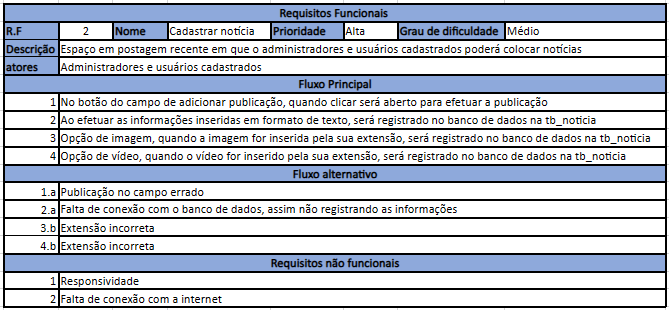 Requisitos Funcionais
R.F 2 Nome Cadastrar notícia Prioridade Alta Grau de dificuldade Médio
Descrição Espaço em postagem recente em que o administradores e usuários cadastrados poderá colocar notícias
atores Administradores e usuários cadastrados
Fluxo Principal
1 No botão do campo de adicionar publicação, quando clicar será aberto para efetuar a publicação
2 Ao efetuar as informações inseridas em formato de texto, será registrado no banco de dados na tb_noticia
3 Opção de imagem, quando a imagem for inserida pela sua extensão, será registrado no banco de dados na tb_noticia
4 Opção de vídeo, quando o vídeo for inserido pela sua extensão, será registrado no banco de dados na tb_noticia
Fluxo alternativo
1.a Publicação no campo errado
2.a Falta de conexão com o banco de dados, assim não registrando as informações
3.b Extensão incorreta
4.b Extensão incorreta
Requisitos não funcionais
1 Responsividade
2 Falta de conexão com a internet